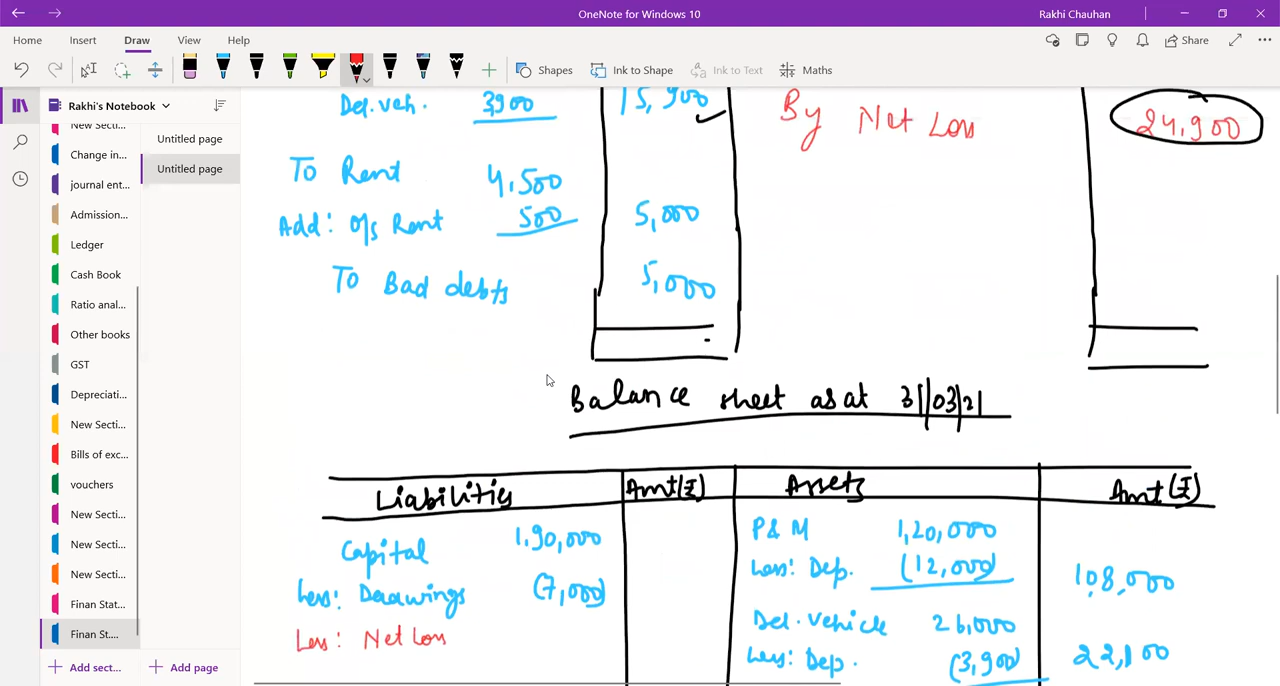 OneNote for Windows 10
Rakhi Chauhan
Home
Insert
Draw
View
Help
Share
Shapes
Ink to Shape
Ink to Text
Maths
Rakhi's Notebook
New Secti...
Change in...
journal ent...
Admission...
Ledger
Cash Book
Ratio anal...
Other books
GST
Depreciati...
New Secti...
Bills of exc...
vouchers
New Secti...
New Secti...
New Secti...
Finan Stat...
Finan St....
Add secti...
Untitled page
Untitled page
Add page
Del. veh. 3900 15,900
By Net Loss 24,900
To Rent 4,500
Add: o/s Rent 500 5,000
To Bad debts 5,000
Balance sheet as at 31/03/21
Liabilities Amt(₹) Assets Amt(₹)
Capital 1,90,000
Less: Drawings (7,000)
Less: Net Loss
P&M 1,20,000
Less: Dep. (12,000) 1,08,000
Del. vehicle 26,000
Less: Dep. (3,900) 22,100